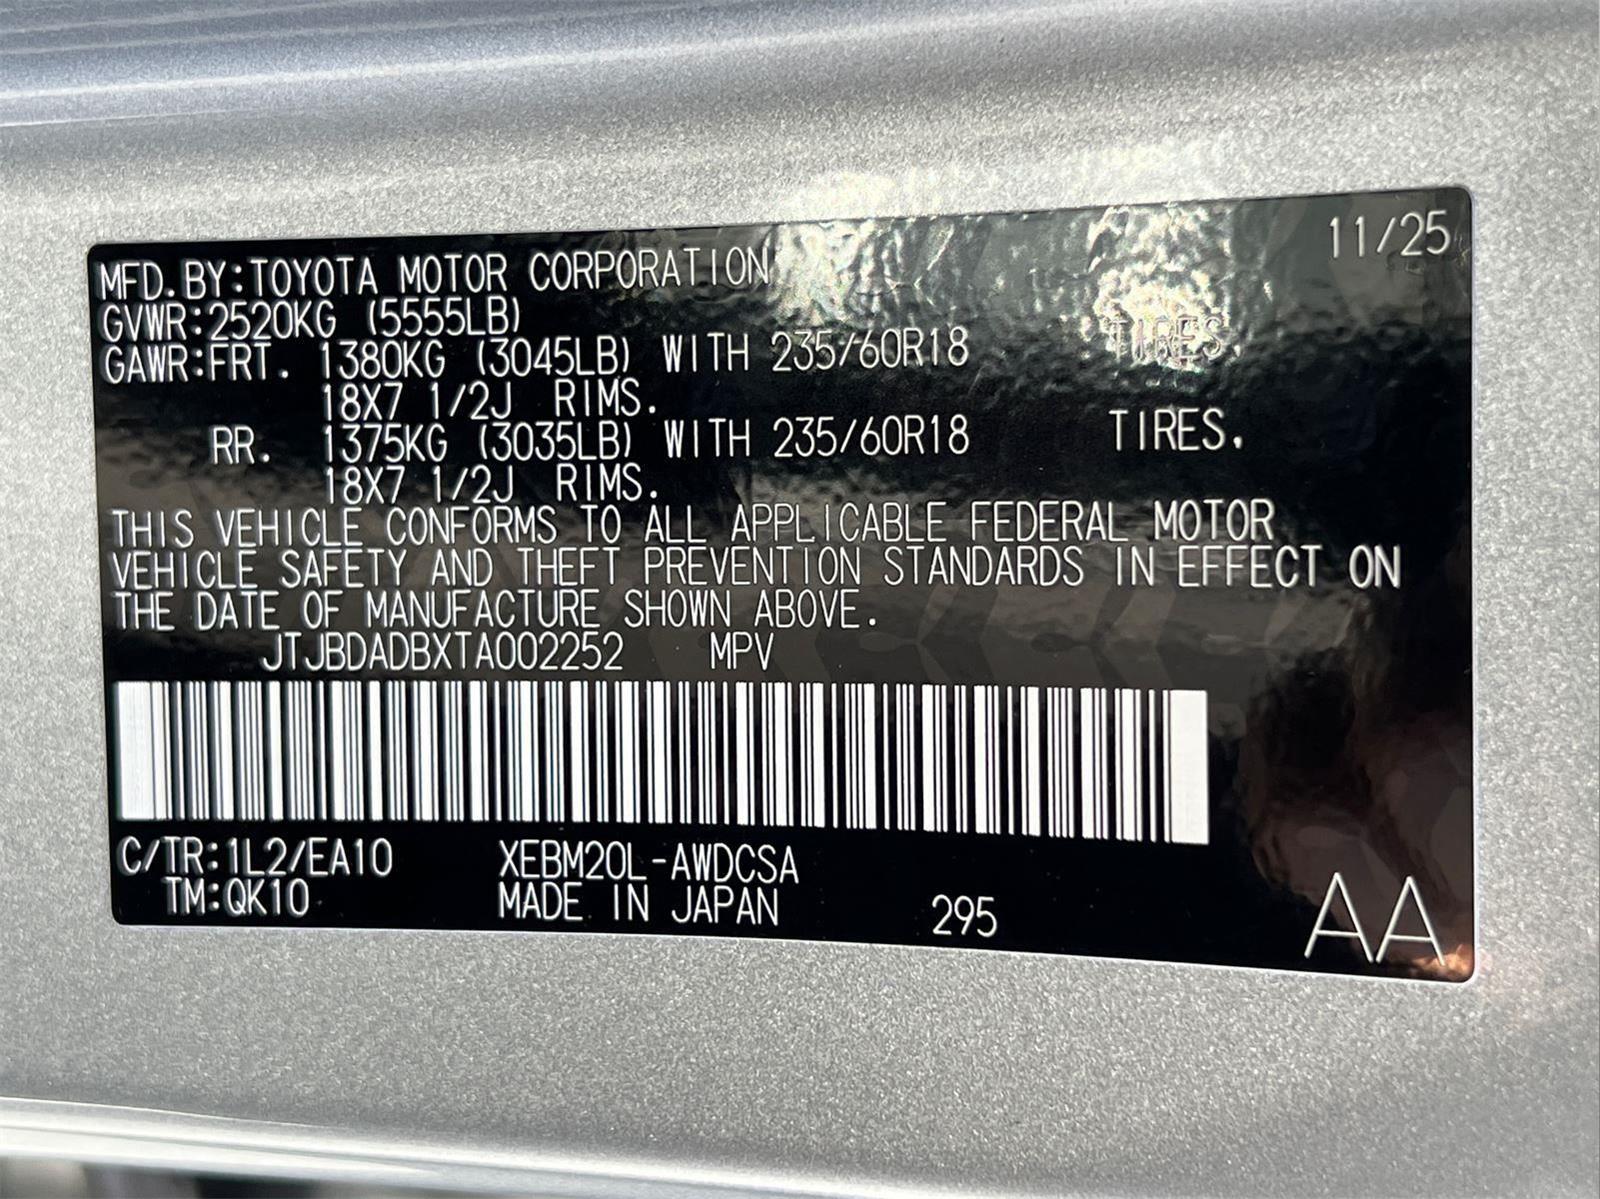 11/25
MFD.BY:TOYOTA MOTOR CORPORATION
GVWR:2520KG (5555LB)
GAWR:FRT. 1380KG (3045LB) WITH 235/60R18 TIRES,
18X7 1/2J RIMS.
RR. 1375KG (3035LB) WITH 235/60R18 TIRES,
18X7 1/2J RIMS.
THIS VEHICLE CONFORMS TO ALL APPLICABLE FEDERAL MOTOR
VEHICLE SAFETY AND THEFT PREVENTION STANDARDS IN EFFECT ON
THE DATE OF MANUFACTURE SHOWN ABOVE.
JTJBDADBXTA002252 MPV
C/TR:1L2/EA10 XEBM20L-AWDCSA
TM:QK10 MADE IN JAPAN 295 AA